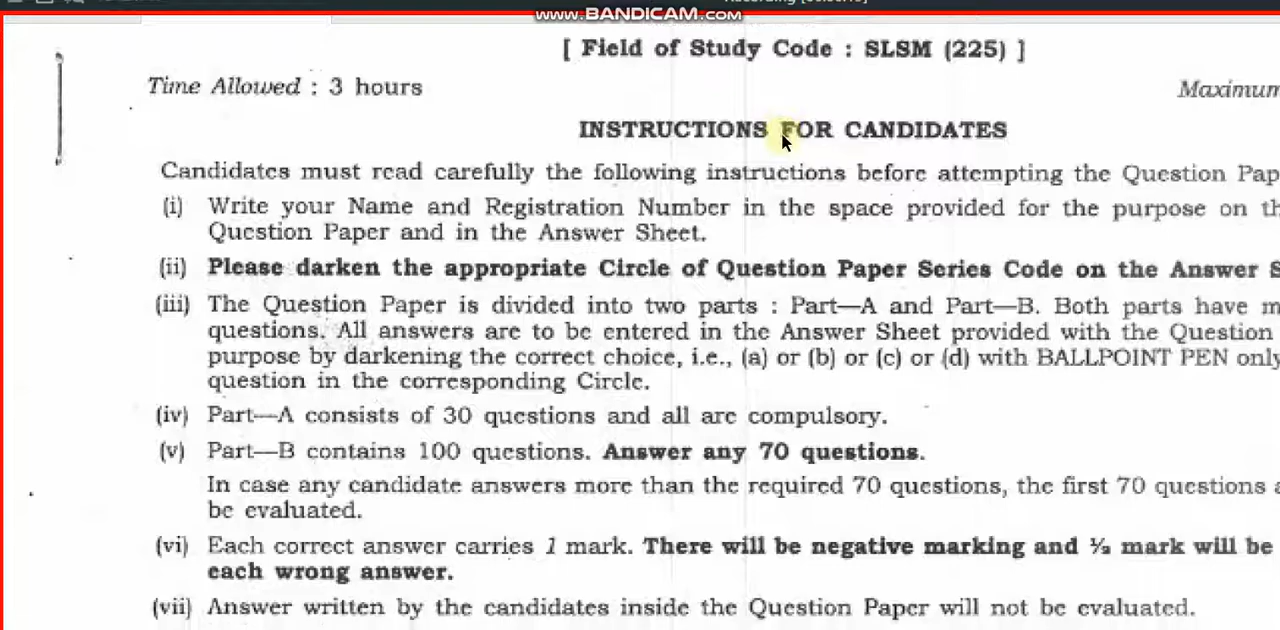 www.BANDICAM.com
[ Field of Study Code : SLSM (225) ]
Time Allowed : 3 hours
Maximum
INSTRUCTIONS FOR CANDIDATES
Candidates must read carefully the following instructions before attempting the Question Pap
(i) Write your Name and Registration Number in the space provided for the purpose on th
Question Paper and in the Answer Sheet.
(ii) Please darken the appropriate Circle of Question Paper Series Code on the Answer S
(iii) The Question Paper is divided into two parts : Part—A and Part—B. Both parts have m
questions. All answers are to be entered in the Answer Sheet provided with the Question
purpose by darkening the correct choice, i.e., (a) or (b) or (c) or (d) with BALLPOINT PEN only
question in the corresponding Circle.
(iv) Part—A consists of 30 questions and all are compulsory.
(v) Part—B contains 100 questions. Answer any 70 questions.
In case any candidate answers more than the required 70 questions, the first 70 questions a
be evaluated.
(vi) Each correct answer carries 1 mark. There will be negative marking and ⅓ mark will be
each wrong answer.
(vii) Answer written by the candidates inside the Question Paper will not be evaluated.